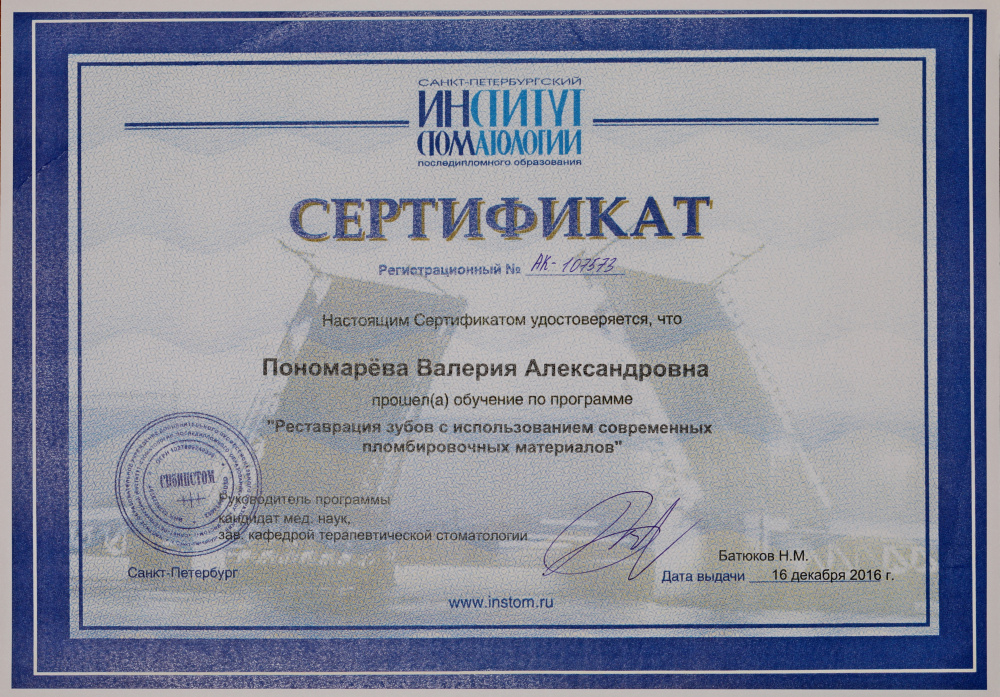 САНКТ-ПЕТЕРБУРГСКИЙ
ИНСТИТУТ
СТОМАТОЛОГИИ
последипломного образования
СЕРТИФИКАТ
Регистрационный № АК-107573
Настоящим Сертификатом удостоверяется, что
Пономарёва Валерия Александровна
прошел(а) обучение по программе
"Реставрация зубов с использованием современных
пломбировочных материалов"
СПБИНСТОМ
Руководитель программы
кандидат мед. наук,
зав. кафедрой терапевтической стоматологии
Батюков Н.М.
Санкт-Петербург
Дата выдачи 16 декабря 2016 г.
www.instom.ru